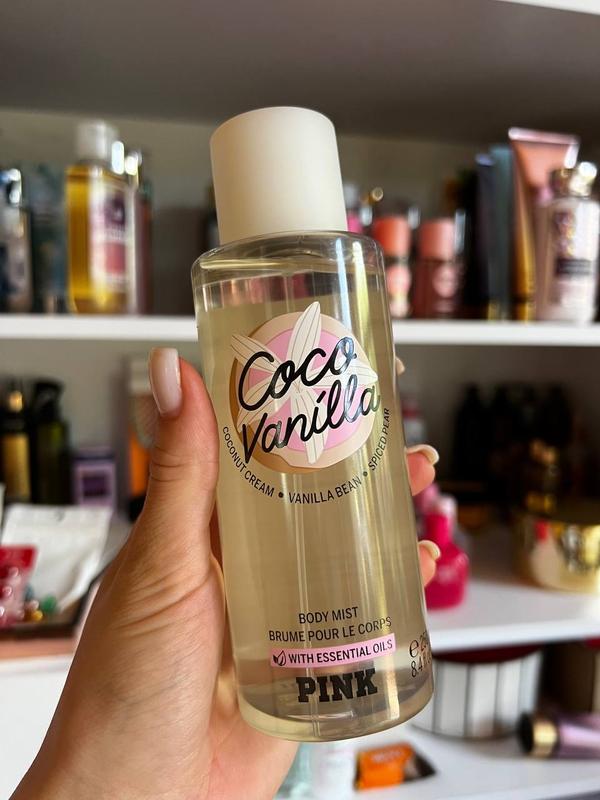 Coco
Vanilla
COCONUT CREAM • VANILLA BEAN • SPICED PEAR
BODY MIST
BRUME POUR LE CORPS
WITH ESSENTIAL OILS
PINK